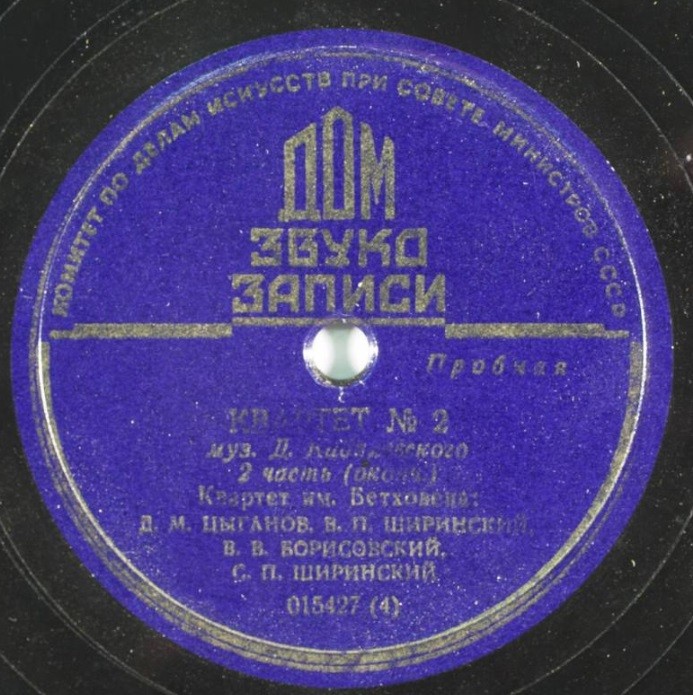 КОМИТЕТ ПО ДЕЛАМ ИСКУССТВ ПРИ СОВЕТЕ МИНИСТРОВ СССР
ДОМ
ЗВУКО
ЗАПИСИ
Пробная
КВАРТЕТ № 2
муз. Д. Кабалевского
2 часть (оконч.)
Квартет им. Бетховена:
Д. М. ЦЫГАНОВ, В. П. ШИРИНСКИЙ,
В. В. БОРИСОВСКИЙ,
С. П. ШИРИНСКИЙ
015427 (4)